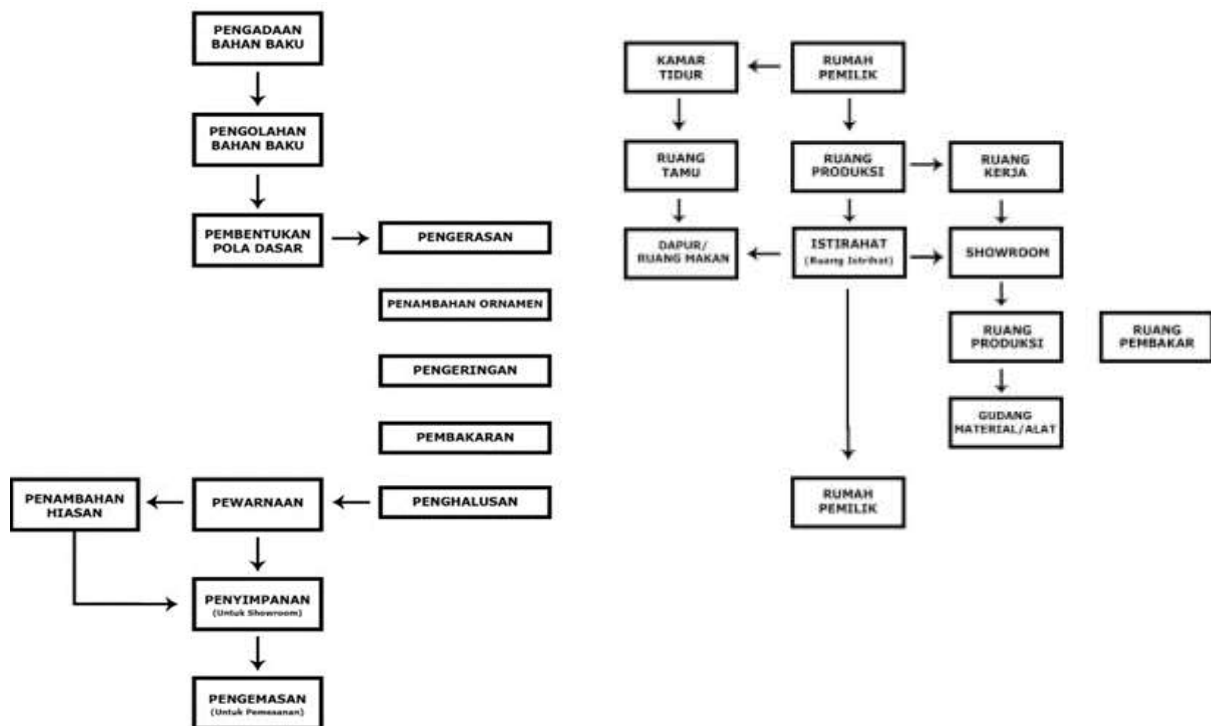 PENGADAAN
BAHAN BAKU
PENGOLAHAN
BAHAN BAKU
PEMBENTUKAN
POLA DASAR
PENGERASAN
PENAMBAHAN ORNAMEN
PENGERINGAN
PEMBAKARAN
PENGHALUSAN
PEWARNAAN
PENAMBAHAN
HIASAN
PENYIMPANAN
(Untuk Showroom)
PENGEMASAN
(Untuk Pemesanan)
KAMAR
TIDUR
RUMAH
PEMILIK
RUANG
TAMU
RUANG
PRODUKSI
RUANG
KERJA
DAPUR/
RUANG MAKAN
ISTIRAHAT
(Ruang Istrihat)
SHOWROOM
RUANG
PRODUKSI
RUANG
PEMBAKAR
GUDANG
MATERIAL/ALAT
RUMAH
PEMILIK